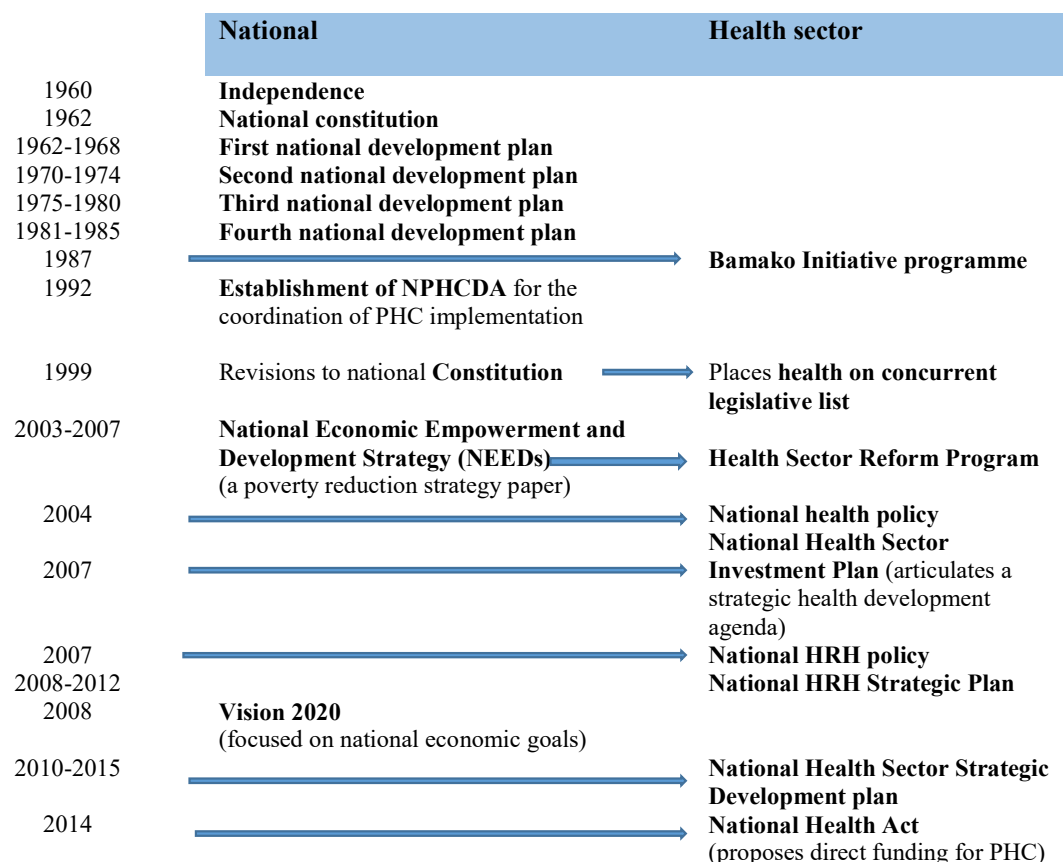 National Health sector
1960 Independence
1962 National constitution
1962-1968 First national development plan
1970-1974 Second national development plan
1975-1980 Third national development plan
1981-1985 Fourth national development plan
1987 Bamako Initiative programme
1992 Establishment of NPHCDA for the
coordination of PHC implementation
1999 Revisions to national Constitution Places health on concurrent
legislative list
2003-2007 National Economic Empowerment and
Development Strategy (NEEDs) Health Sector Reform Program
(a poverty reduction strategy paper)
2004 National health policy
National Health Sector
2007 Investment Plan (articulates a
strategic health development
agenda)
2007 National HRH policy
2008-2012 National HRH Strategic Plan
2008 Vision 2020
(focused on national economic goals)
2010-2015 National Health Sector Strategic
Development plan
2014 National Health Act
(proposes direct funding for PHC)